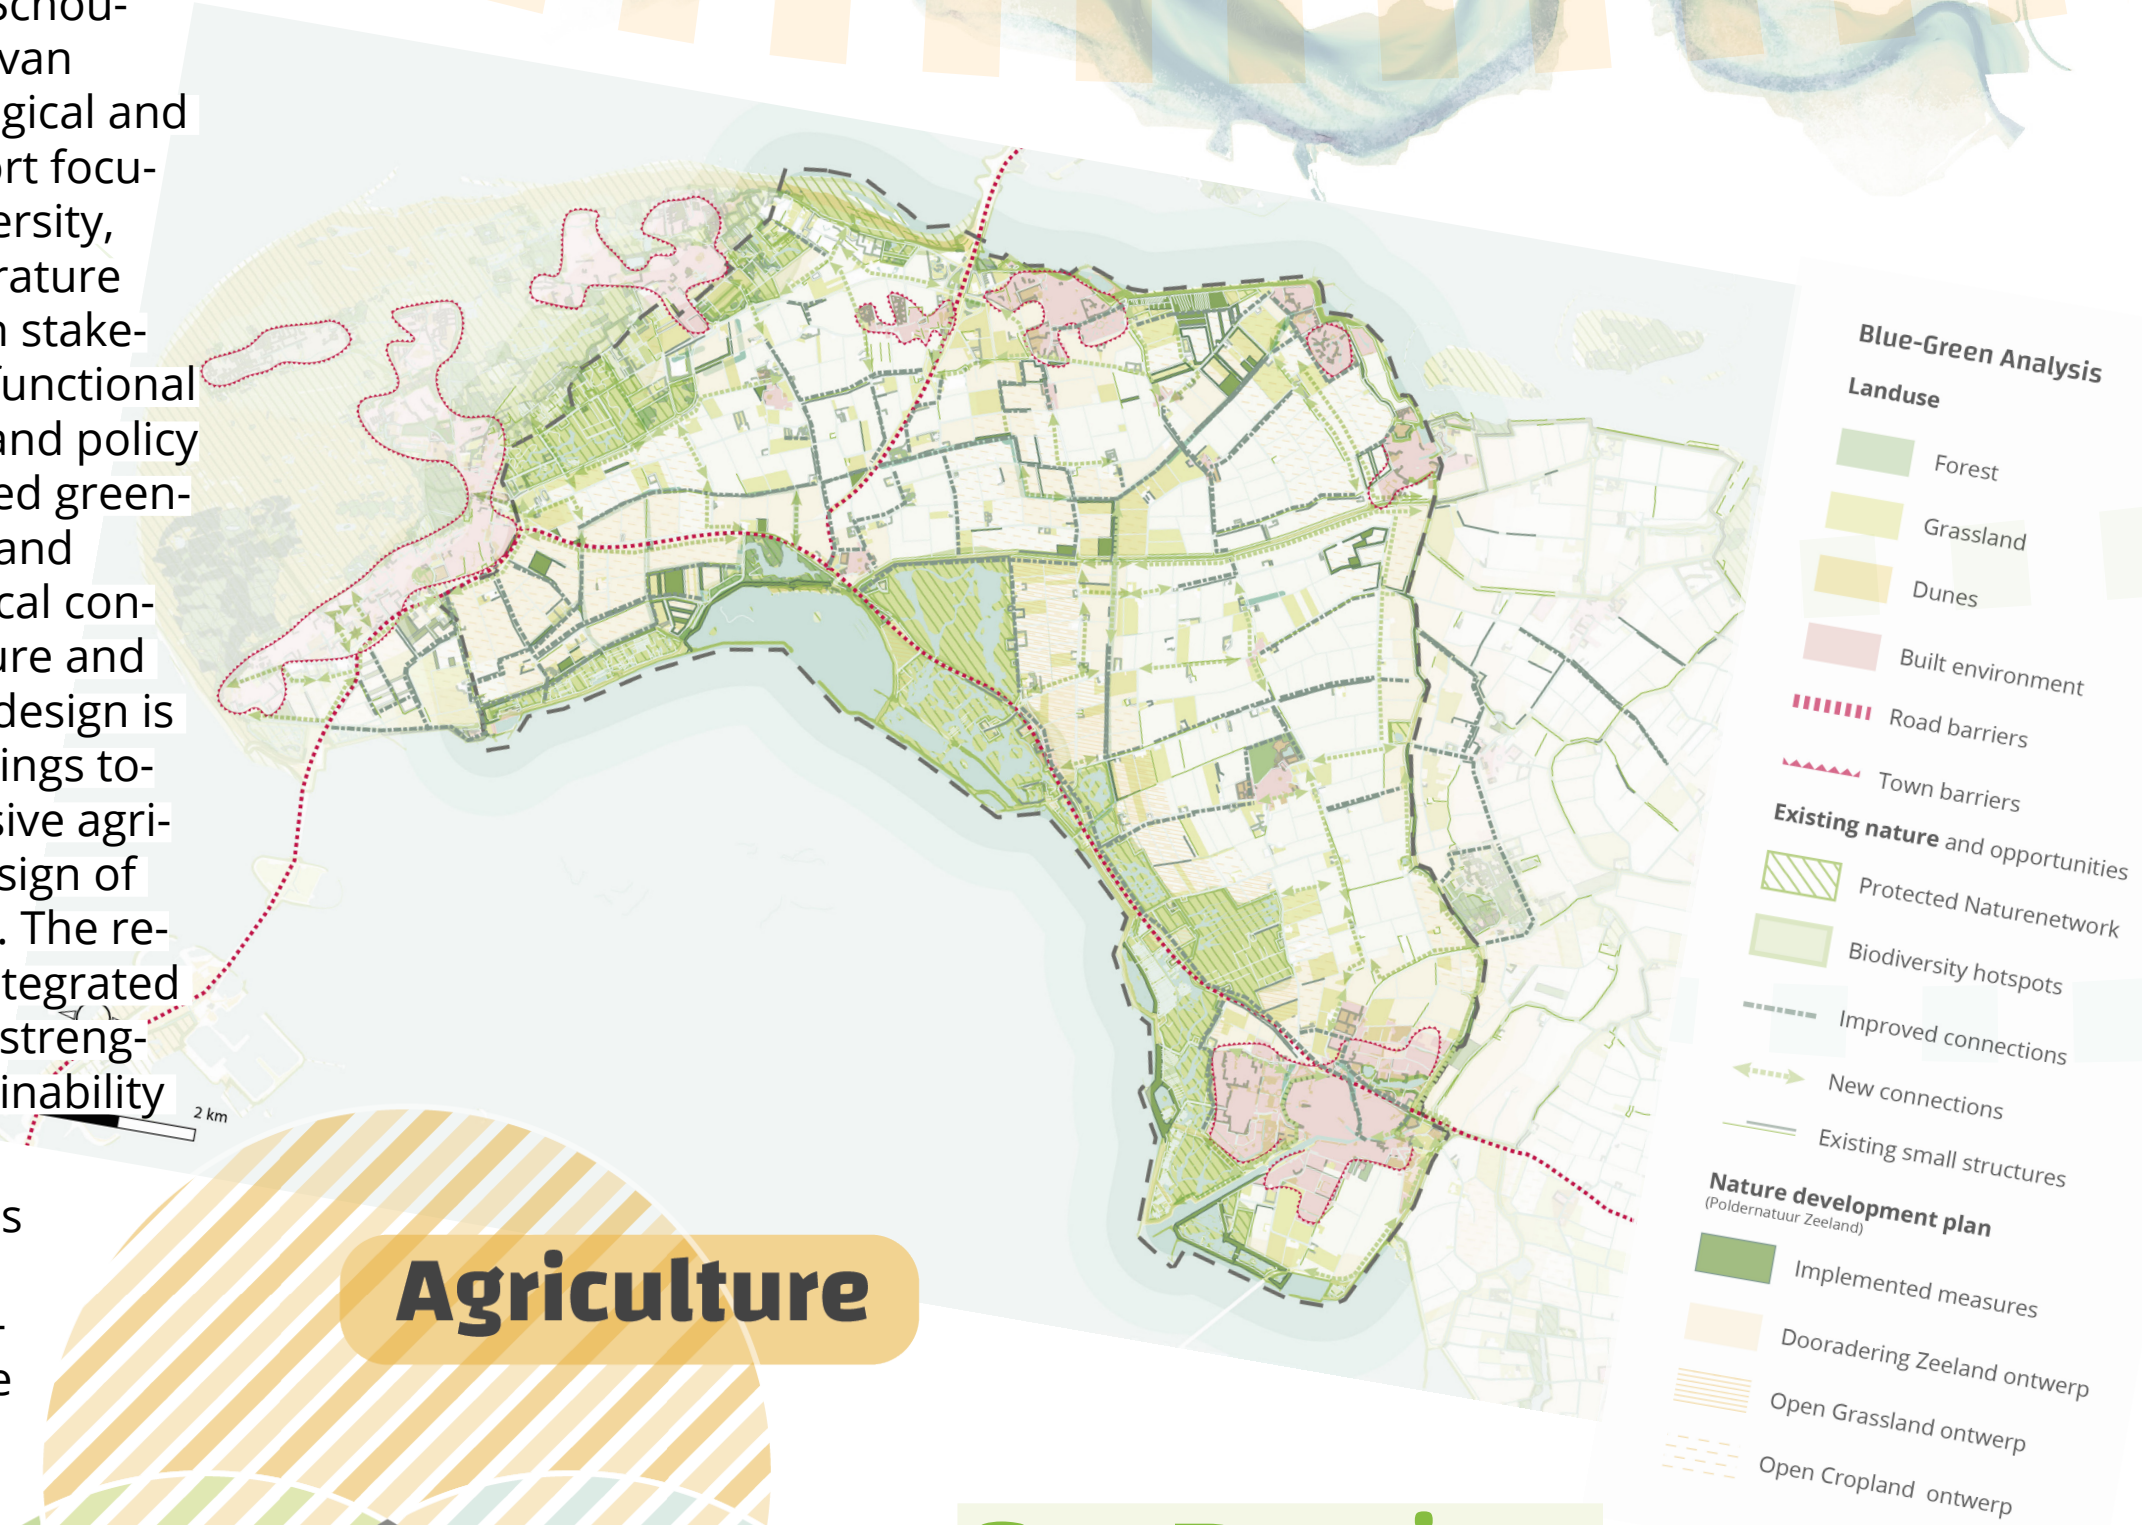 Schou-
van
gical and
rt focu-
ersity,
rature
n stake-
functional
and policy
ed green-
and
cal con-
ure and
design is
ings to-
sive agri-
sign of
. The re-
tegrated
streng-
inability
2 km
s
-
e
Agriculture
Blue-Green Analysis
Landuse
Forest
Grassland
Dunes
Built environment
Road barriers
Town barriers
Existing nature and opportunities
Protected Naturenetwork
Biodiversity hotspots
Improved connections
New connections
Existing small structures
Nature development plan
(Poldernatuur Zeeland)
Implemented measures
Dooradering Zeeland ontwerp
Open Grassland ontwerp
Open Cropland ontwerp